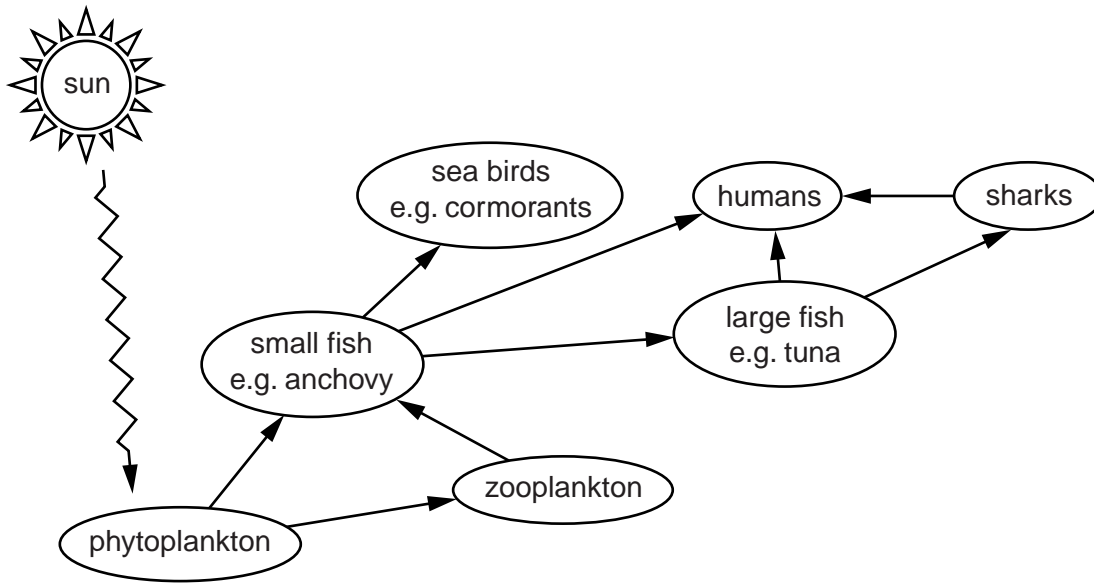 sun
sea birds
e.g. cormorants
humans
sharks
small fish
e.g. anchovy
large fish
e.g. tuna
zooplankton
phytoplankton